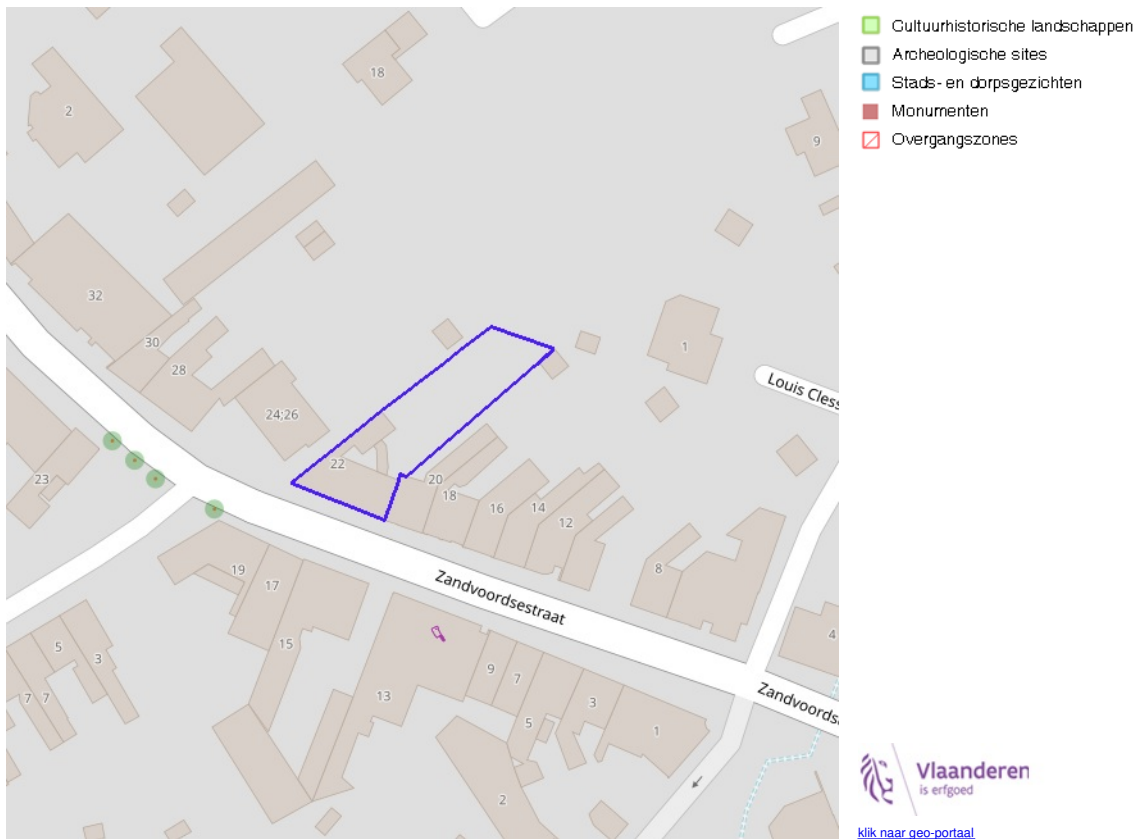 Cultuurhistorische landschappen
Archeologische sites
Stads- en dorpsgezichten
Monumenten
Overgangszones
18
2
9
32
30
28
1
Louis Cless
24;26
22
23
20
18
16
14
12
8
19
17
Zandvoordsestraat
15
4
5
3
7
7
13
9
7
5
3
1
Zandvoords
2
Vlaanderen
is erfgoed
klik naar geo-portaal